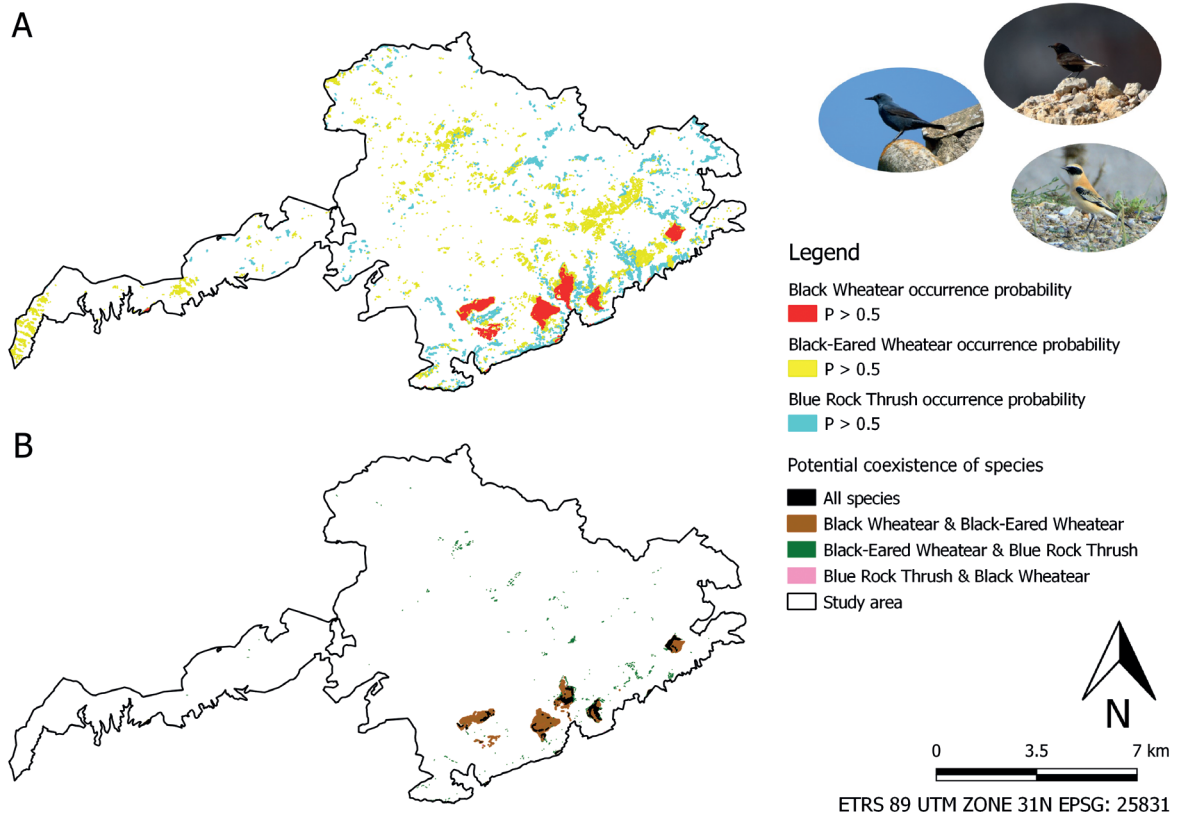 A
B
Legend
Black Wheatear occurrence probability
P > 0.5
Black-Eared Wheatear occurrence probability
P > 0.5
Blue Rock Thrush occurrence probability
P > 0.5
Potential coexistence of species
All species
Black Wheatear & Black-Eared Wheatear
Black-Eared Wheatear & Blue Rock Thrush
Blue Rock Thrush & Black Wheatear
Study area
N
0 3.5 7 km
ETRS 89 UTM ZONE 31N EPSG: 25831